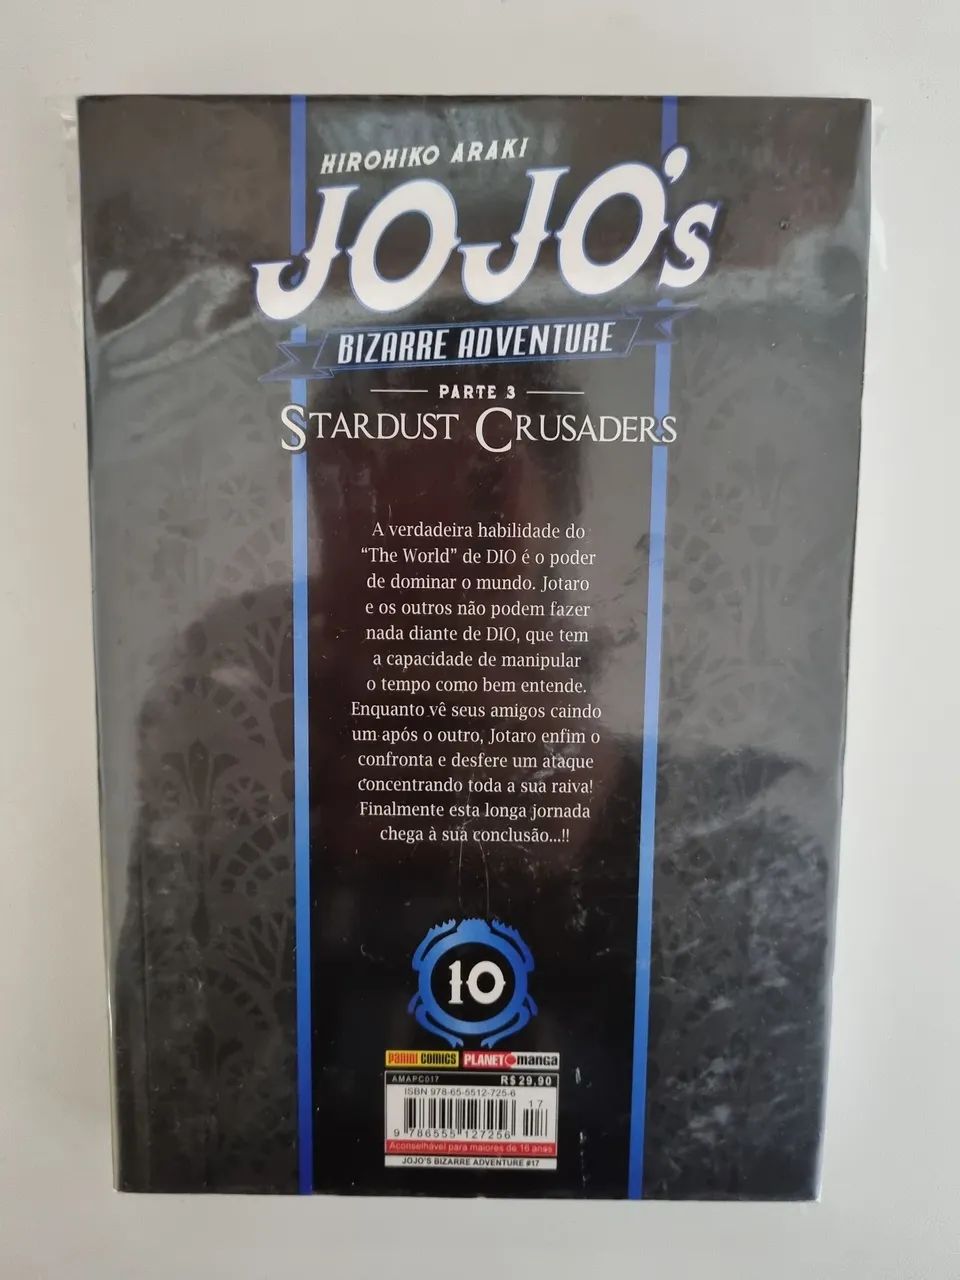 HIROHIKO ARAKI
JOJO's
BIZARRE ADVENTURE
PARTE 3
STARDUST CRUSADERS
A verdadeira habilidade do
“The World” de DIO é o poder
de dominar o mundo. Jotaro
e os outros não podem fazer
nada diante de DIO, que tem
a capacidade de manipular
o tempo como bem entende.
Enquanto vê seus amigos caindo
um após o outro, Jotaro enfim o
confronta e desfere um ataque
concentrando toda a sua raiva!
Finalmente esta longa jornada
chega à sua conclusão...!!
10
PANINI COMICS PLANET manga
AMAPC017 R$ 29,90
ISBN 978-65-5512-725-6
17
9 786555 127256
Aconselhável para maiores de 16 anos
JOJO'S BIZARRE ADVENTURE #17